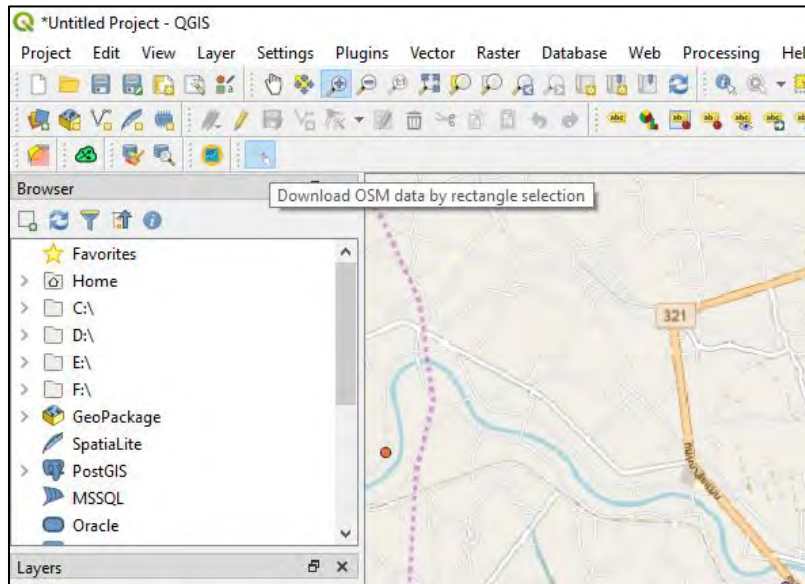 *Untitled Project - QGIS
Project Edit View Layer Settings Plugins Vector Raster Database Web Processing Hel
Browser
Download OSM data by rectangle selection
Favorites
Home
C:\
D:\
E:\
F:\
GeoPackage
SpatiaLite
PostGIS
MSSQL
Oracle
Layers
321